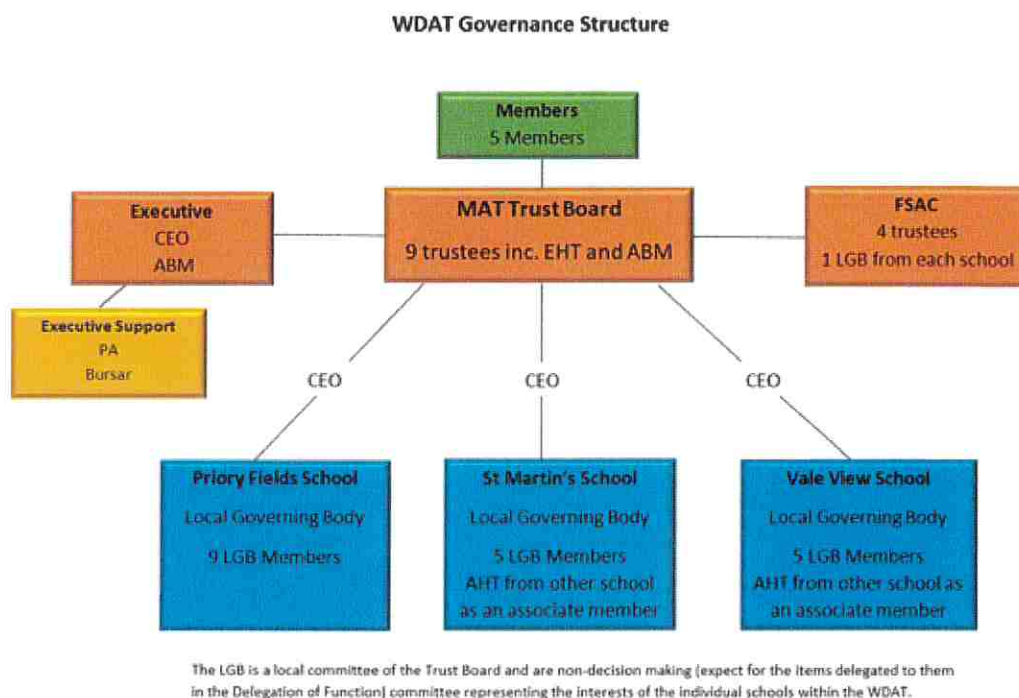 WDAT Governance Structure
Members
5 Members
MAT Trust Board
9 trustees inc. EHT and ABM
Executive
CEO
ABM
FSAC
4 trustees
1 LGB from each school
Executive Support
PA
Bursar
CEO
CEO
CEO
Priory Fields School
Local Governing Body
9 LGB Members
St Martin's School
Local Governing Body
5 LGB Members
AHT from other school
as an associate member
Vale View School
Local Governing Body
5 LGB Members
AHT from other school as
an associate member
The LGB is a local committee of the Trust Board and are non-decision making (expect for the items delegated to them
in the Delegation of Function) committee representing the interests of the individual schools within the WDAT.